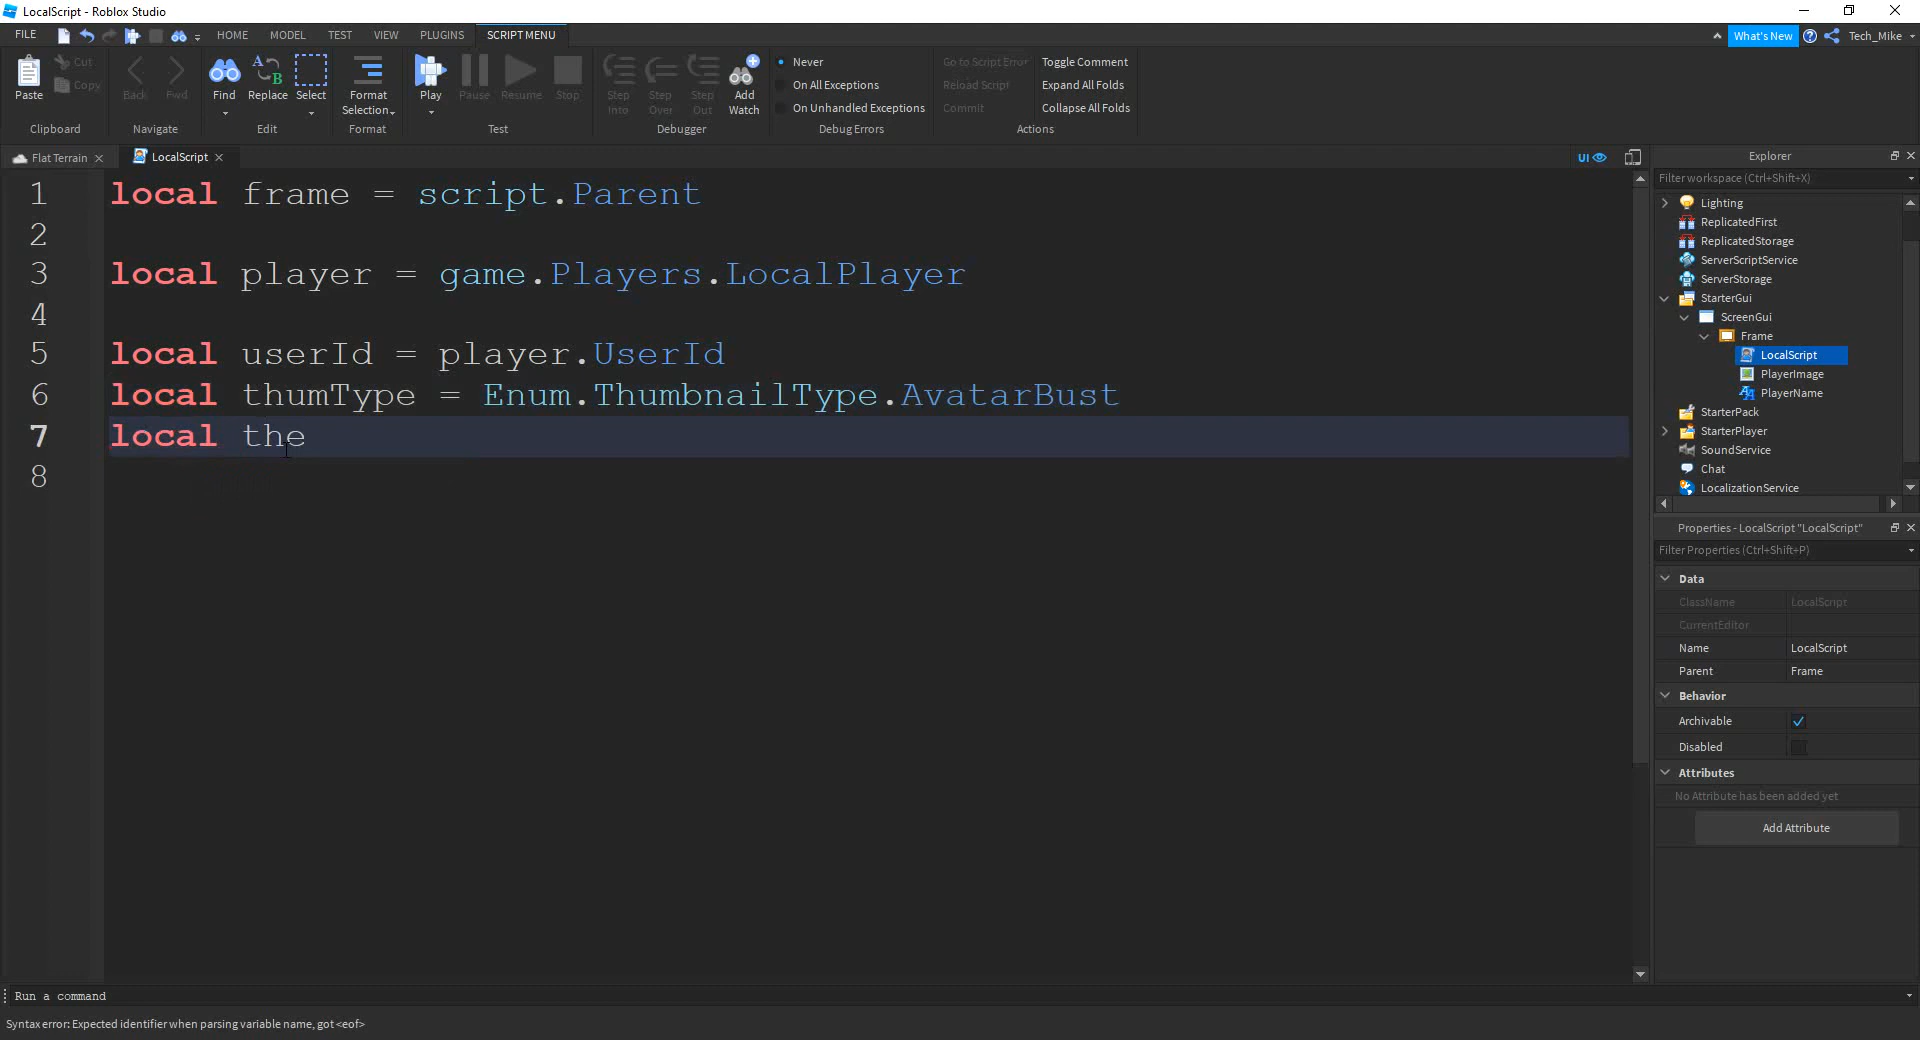 LocalScript - Roblox Studio
FILE HOME MODEL TEST VIEW PLUGINS SCRIPT MENU What's New Tech_Mike
Paste Cut Copy Back Fwd Find Replace Select Format Selection Play Pause Resume Stop Step Into Step Over Step Out Add Watch
Never Go to Script Error Toggle Comment
On All Exceptions Reload Script Expand All Folds
On Unhandled Exceptions Commit Collapse All Folds
Clipboard Navigate Edit Format Test Debugger Debug Errors Actions
Flat Terrain LocalScript UI
1 local frame = script.Parent
2
3 local player = game.Players.LocalPlayer
4
5 local userId = player.UserId
6 local thumType = Enum.ThumbnailType.AvatarBust
7 local the
8
Explorer
Filter workspace (Ctrl+Shift+X)
Lighting
ReplicatedFirst
ReplicatedStorage
ServerScriptService
ServerStorage
StarterGui
ScreenGui
Frame
LocalScript
PlayerImage
PlayerName
StarterPack
StarterPlayer
SoundService
Chat
LocalizationService
Properties - LocalScript "LocalScript"
Filter Properties (Ctrl+Shift+P)
Data
ClassName LocalScript
CurrentEditor
Name LocalScript
Parent Frame
Behavior
Archivable
Disabled
Attributes
No Attribute has been added yet
Add Attribute
Run a command
Syntax error: Expected identifier when parsing variable name, got <eof>